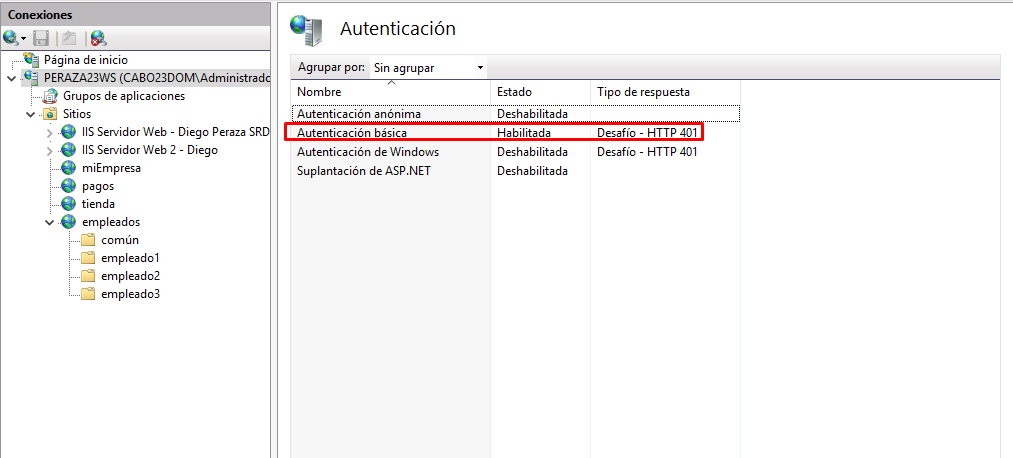 Conexiones
Página de inicio
PERAZA23WS (CABO23DOM\Administrado
Grupos de aplicaciones
Sitios
IIS Servidor Web - Diego Peraza SRD
IIS Servidor Web 2 - Diego
miEmpresa
pagos
tienda
empleados
común
empleado1
empleado2
empleado3
Autenticación
Agrupar por: Sin agrupar
Nombre Estado Tipo de respuesta
Autenticación anónima Deshabilitada
Autenticación básica Habilitada Desafío - HTTP 401
Autenticación de Windows Deshabilitada Desafío - HTTP 401
Suplantación de ASP.NET Deshabilitada